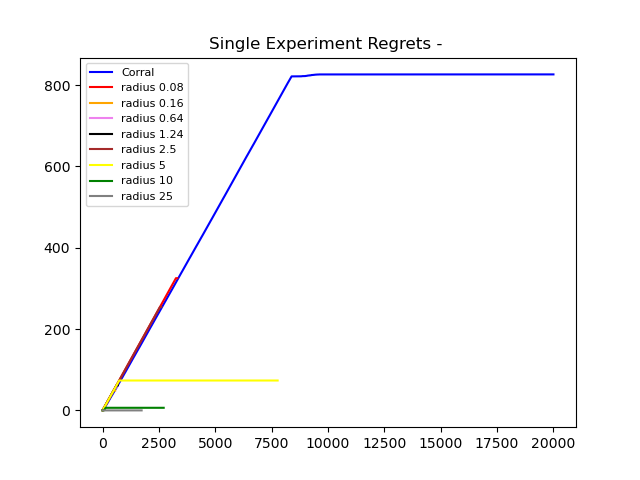 Single Experiment Regrets -
800
600
400
200
0
Corral
radius 0.08
radius 0.16
radius 0.64
radius 1.24
radius 2.5
radius 5
radius 10
radius 25
0 2500 5000 7500 10000 12500 15000 17500 20000